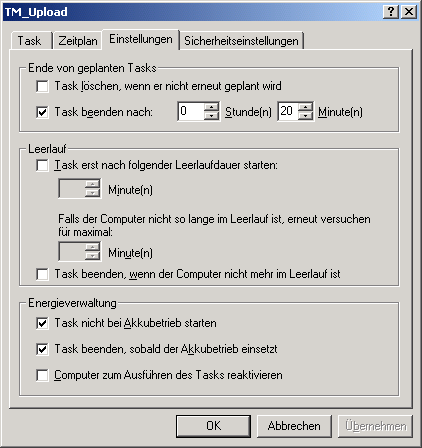 TM_Upload
Task Zeitplan Einstellungen Sicherheitseinstellungen
Ende von geplanten Tasks
Task löschen, wenn er nicht erneut geplant wird
Task beenden nach: 0 Stunde(n) 20 Minute(n)
Leerlauf
Task erst nach folgender Leerlaufdauer starten:
Minute(n)
Falls der Computer nicht so lange im Leerlauf ist, erneut versuchen
für maximal:
Minute(n)
Task beenden, wenn der Computer nicht mehr im Leerlauf ist
Energieverwaltung
Task nicht bei Akkubetrieb starten
Task beenden, sobald der Akkubetrieb einsetzt
Computer zum Ausführen des Tasks reaktivieren
OK Abbrechen Übernehmen